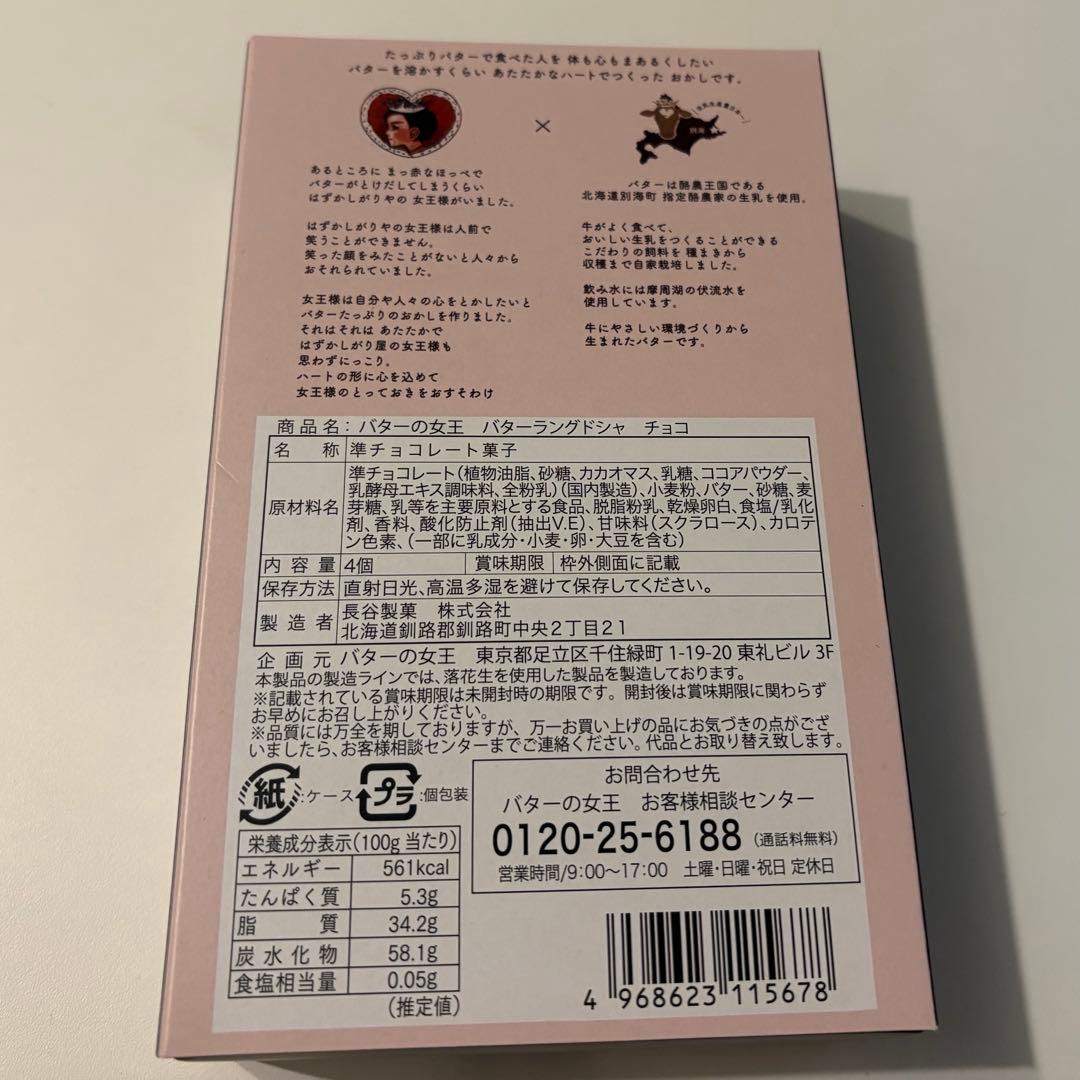 たっぷりバターで食べた人を 体も心もまあるくしたい
バターを溶かすくらい あたたかなハートでつくった おかしです。
×
別海
あるところに まっ赤なほっぺで
バターがとけだしてしまうくらい
はずかしがりやの 女王様がいました。
はずかしがりやの女王様は人前で
笑うことができません。
笑った顔をみたことがないと人々から
おそれられていました。
女王様は自分や人々の心をとかしたいと
バターたっぷりのおかしを作りました。
それはそれは あたたかで
はずかしがり屋の女王様も
思わずにっこり。
ハートの形に心を込めて
女王様のとっておきをおすそわけ
バターは酪農王国である
北海道別海町 指定酪農家の生乳を使用。
牛がよく食べて、
おいしい生乳をつくることができる
こだわりの飼料を 種まきから
収穫まで自家栽培しました。
飲み水には摩周湖の伏流水を
使用しています。
牛にやさしい環境づくりから
生まれたバターです。
商品名：バターの女王 バターラングドシャ チョコ
名称 準チョコレート菓子
原材料名 準チョコレート(植物油脂、砂糖、カカオマス、乳糖、ココアパウダー、
乳酵母エキス調味料、全粉乳)(国内製造)、小麦粉、バター、砂糖、麦
芽糖、乳等を主要原料とする食品、脱脂粉乳、乾燥卵白、食塩/乳化
剤、香料、酸化防止剤(抽出V.E)、甘味料(スクラロース)、カロテ
ン色素、(一部に乳成分・小麦・卵・大豆を含む)
内容量 4個 賞味期限 枠外側面に記載
保存方法 直射日光、高温多湿を避けて保存してください。
製造者 長谷製菓 株式会社
北海道釧路郡釧路町中央2丁目21
企画元 バターの女王 東京都足立区千住緑町 1-19-20 東礼ビル 3F
本製品の製造ラインでは、落花生を使用した製品を製造しております。
※記載されている賞味期限は未開封時の期限です。開封後は賞味期限に関わらず
お早めにお召し上がりください。
※品質には万全を期しておりますが、万一お買い上げの品にお気づきの点がござ
いましたら、お客様相談センターまでご連絡ください。代品とお取り替え致します。
紙:ケース プラ:個包装
お問合わせ先
バターの女王 お客様相談センター
0120-25-6188 (通話料無料)
営業時間/9:00〜17:00 土曜・日曜・祝日 定休日
栄養成分表示(100g当たり)
エネルギー 561kcal
たんぱく質 5.3g
脂質 34.2g
炭水化物 58.1g
食塩相当量 0.05g
(推定値)
4 968623 115678